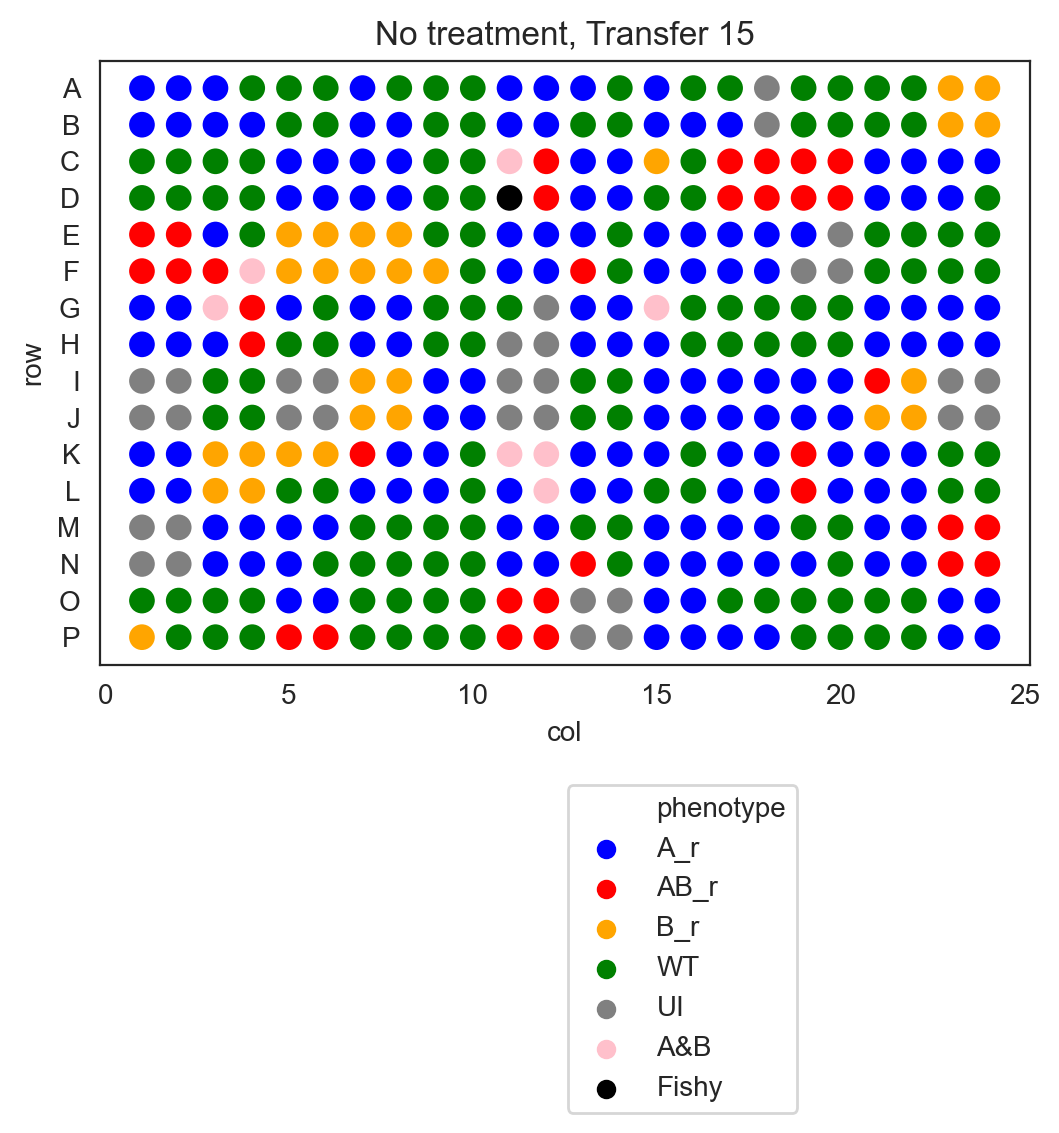 No treatment, Transfer 15
A
B
C
D
E
F
G
H
I
J
K
L
M
N
O
P
row
0 5 10 15 20 25
col
phenotype
A_r
AB_r
B_r
WT
UI
A&B
Fishy